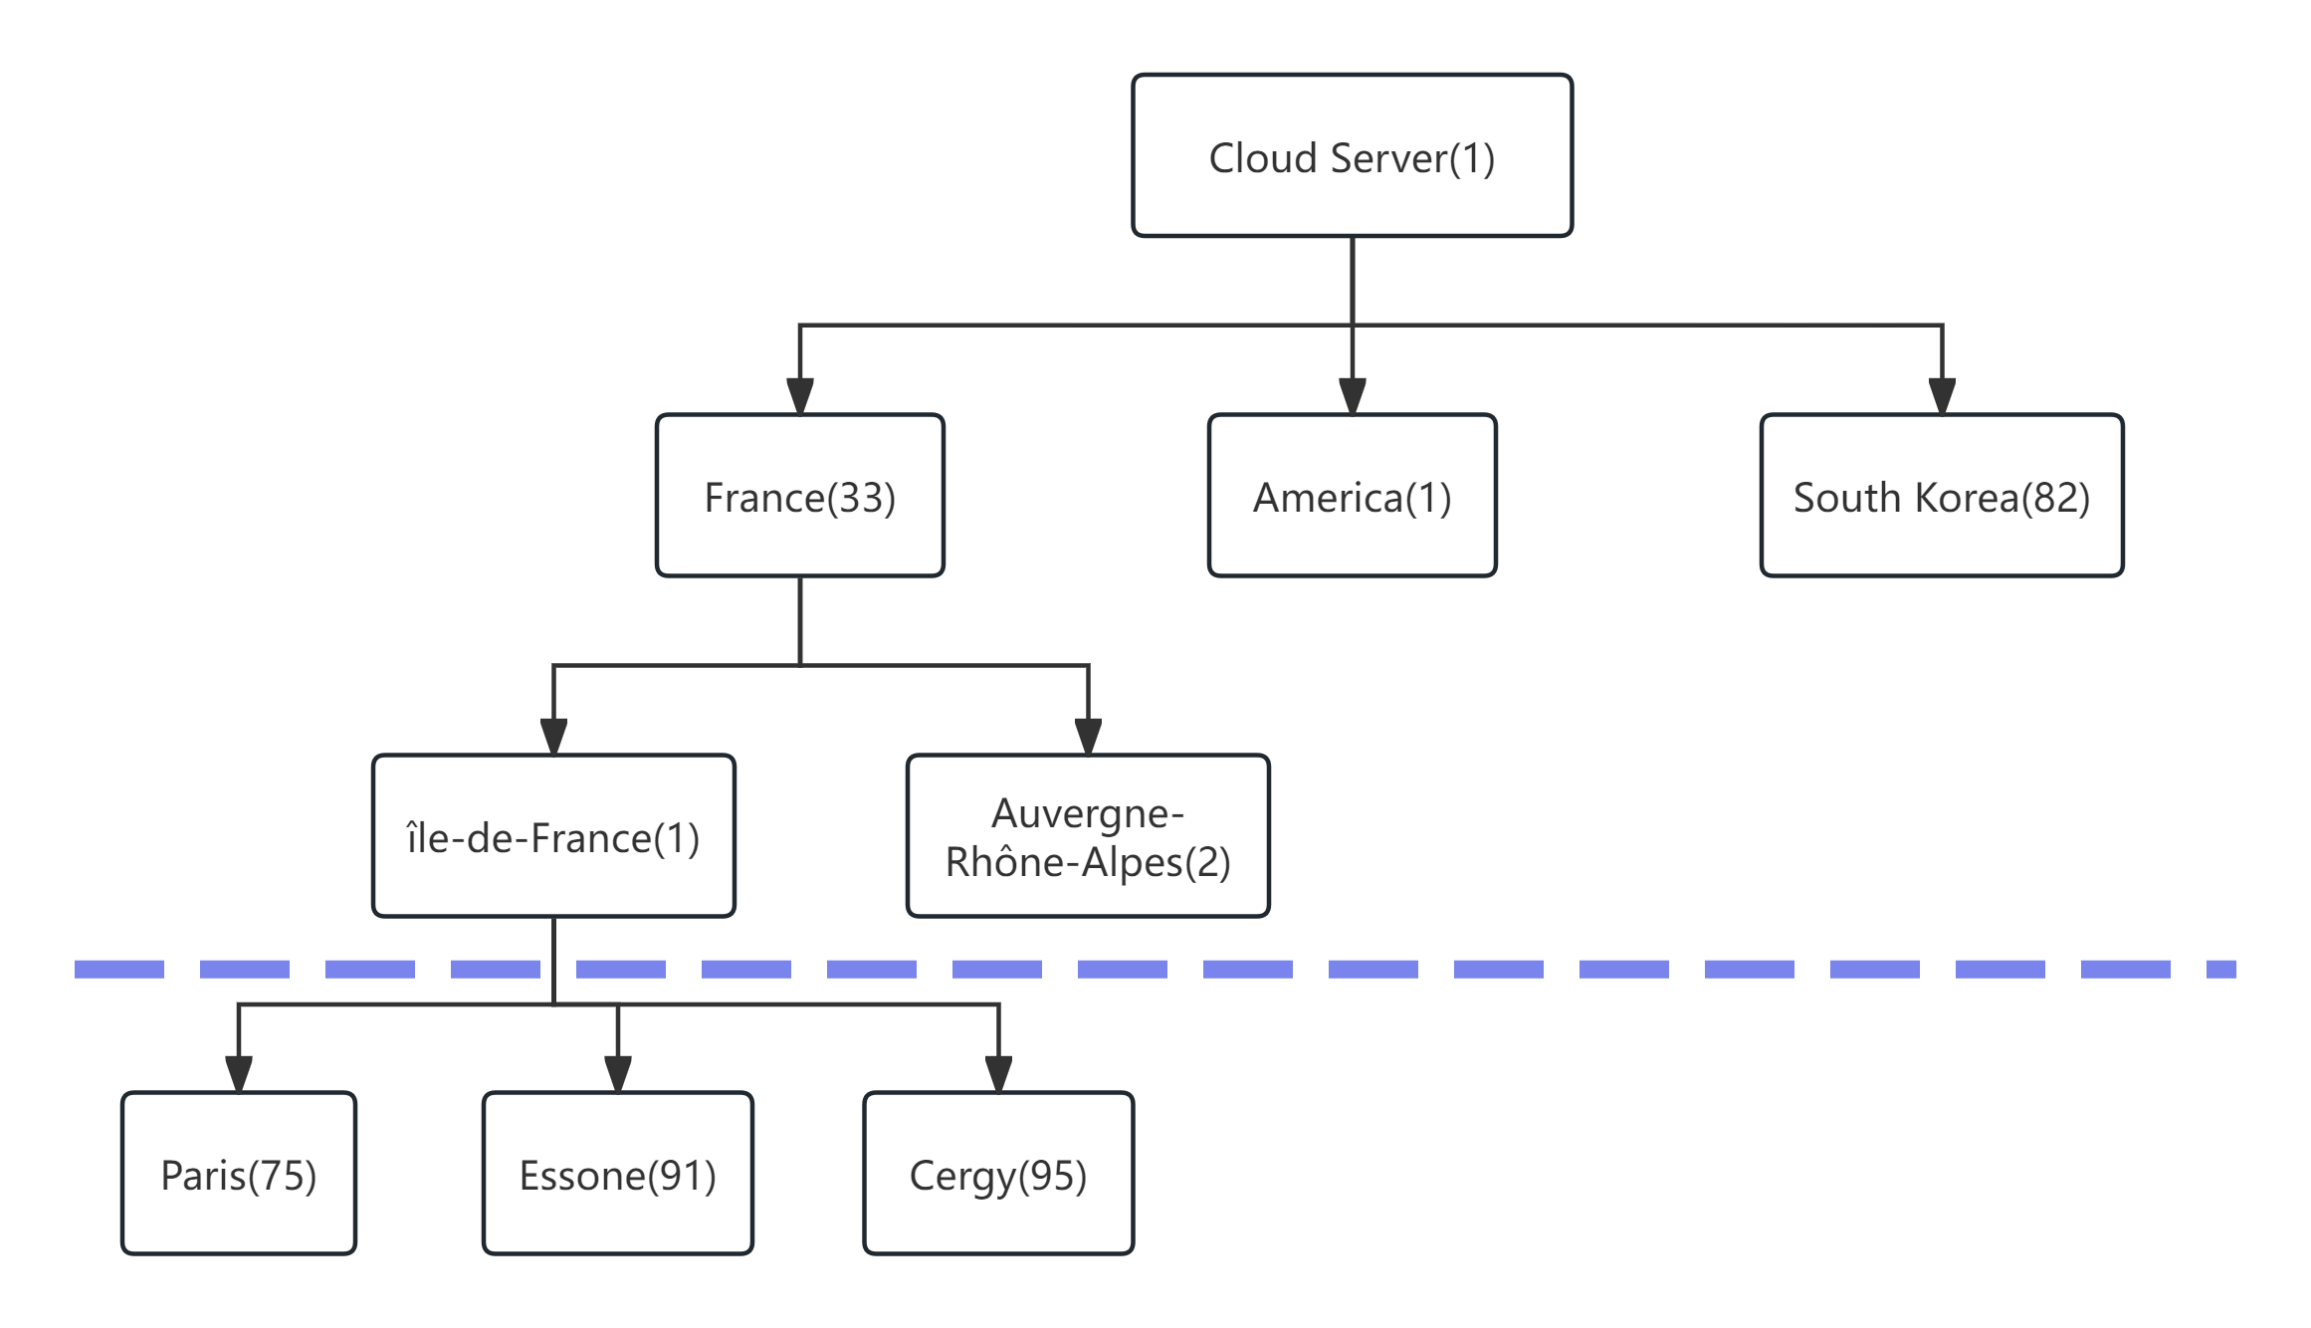 Cloud Server(1)
France(33)
America(1)
South Korea(82)
île-de-France(1)
Auvergne-
Rhône-Alpes(2)
Paris(75)
Essone(91)
Cergy(95)